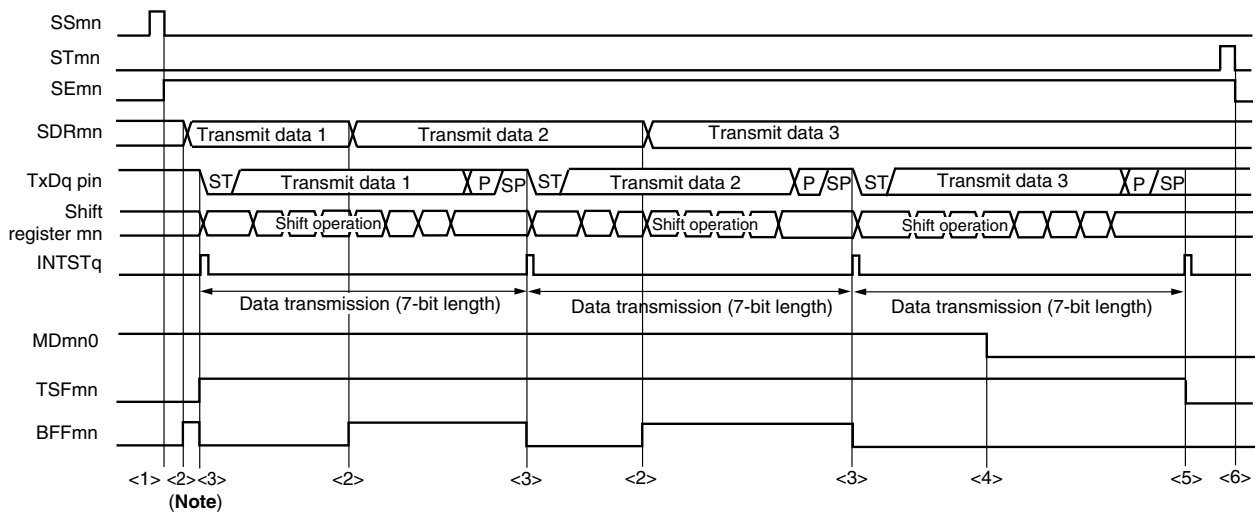 SSmn
STmn
SEmn
SDRmn Transmit data 1 Transmit data 2 Transmit data 3
TxDq pin ST Transmit data 1 P SP ST Transmit data 2 P SP ST Transmit data 3 P SP
Shift
register mn Shift operation Shift operation Shift operation
INTSTq
Data transmission (7-bit length) Data transmission (7-bit length) Data transmission (7-bit length)
MDmn0
TSFmn
BFFmn
<1> <2> <3> <2> <3> <2> <3> <4> <5> <6>
(Note)